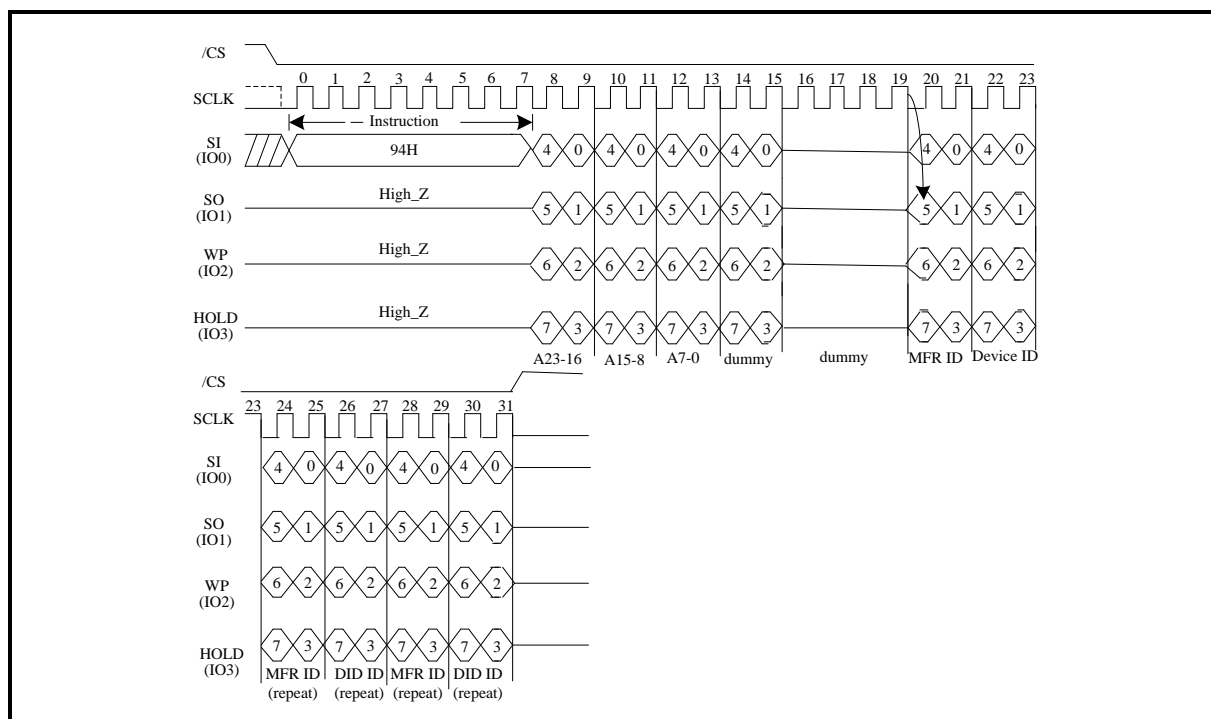 /CS
0 1 2 3 4 5 6 7 8 9 10 11 12 13 14 15 16 17 18 19 20 21 22 23
SCLK
Instruction
SI
(IO0)
94H
4 0 4 0 4 0 4 0 4 0 4 0
SO
(IO1)
High_Z
5 1 5 1 5 1 5 1 5 1 5 1
WP
(IO2)
High_Z
6 2 6 2 6 2 6 2 6 2 6 2
HOLD
(IO3)
High_Z
7 3 7 3 7 3 7 3 7 3 7 3
A23-16 A15-8 A7-0 dummy dummy MFR ID Device ID
/CS
23 24 25 26 27 28 29 30 31
SCLK
SI
(IO0)
4 0 4 0 4 0 4 0
SO
(IO1)
5 1 5 1 5 1 5 1
WP
(IO2)
6 2 6 2 6 2 6 2
HOLD
(IO3)
7 3 7 3 7 3 7 3
MFR ID DID ID MFR ID DID ID
(repeat) (repeat) (repeat) (repeat)